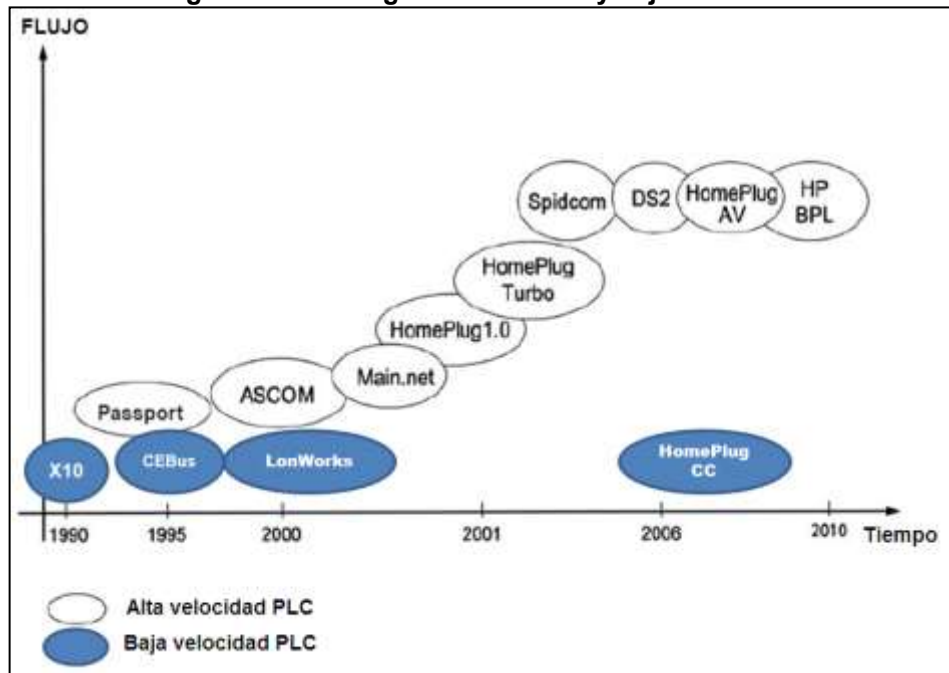 FLUJO
Spidcom
DS2
HomePlug
AV
HP
BPL
HomePlug
Turbo
HomePlug1.0
Main.net
ASCOM
Passport
X10
CEBus
LonWorks
HomePlug
CC
1990
1995
2000
2001
2006
2010
Tiempo
Alta velocidad PLC
Baja velocidad PLC